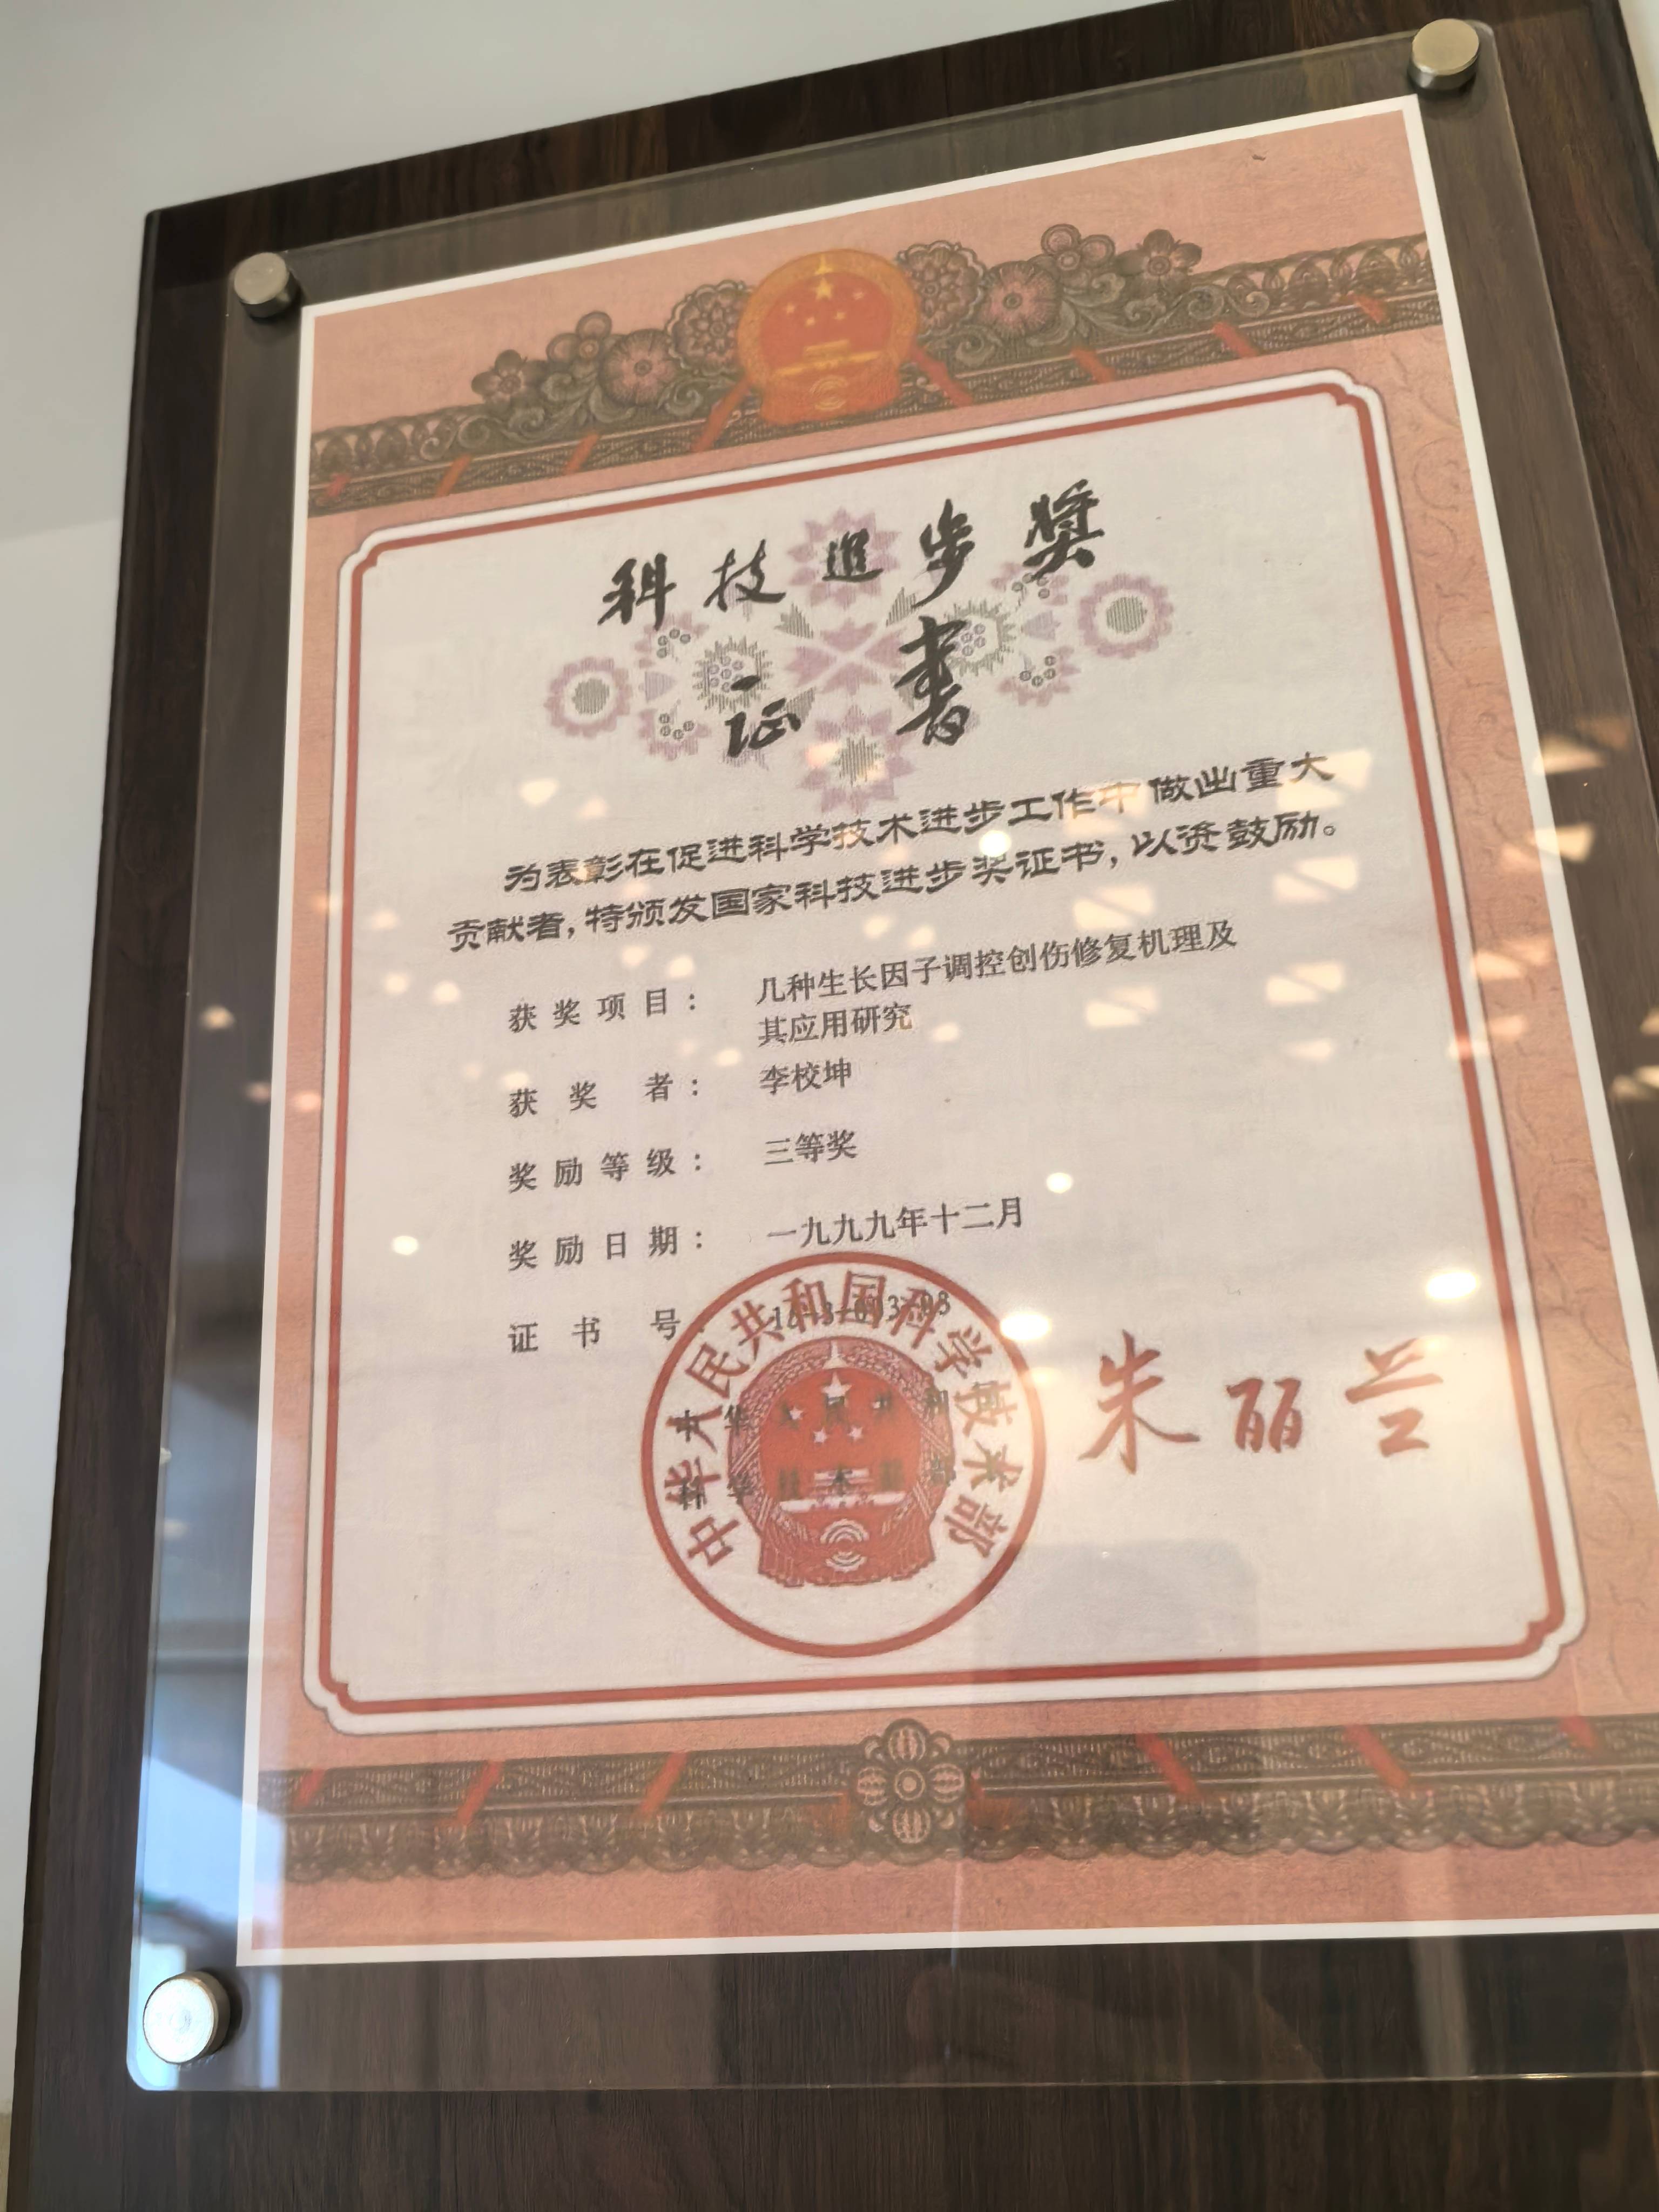 科技進步獎
证书
为表彰在促进科学技术进步工作中做出重大
贡献者，特颁发国家科技进步奖证书，以资鼓励。
获奖项目： 几种生长因子调控创伤修复机理及
其应用研究
获奖者： 李校坤
奖励等级： 三等奖
奖励日期： 一九九九年十二月
证书号
中华人民共和国科学技术部
朱丽兰